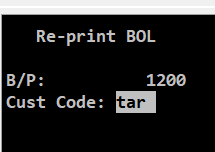 Re-print BOL
B/P: 1200
Cust Code: tar